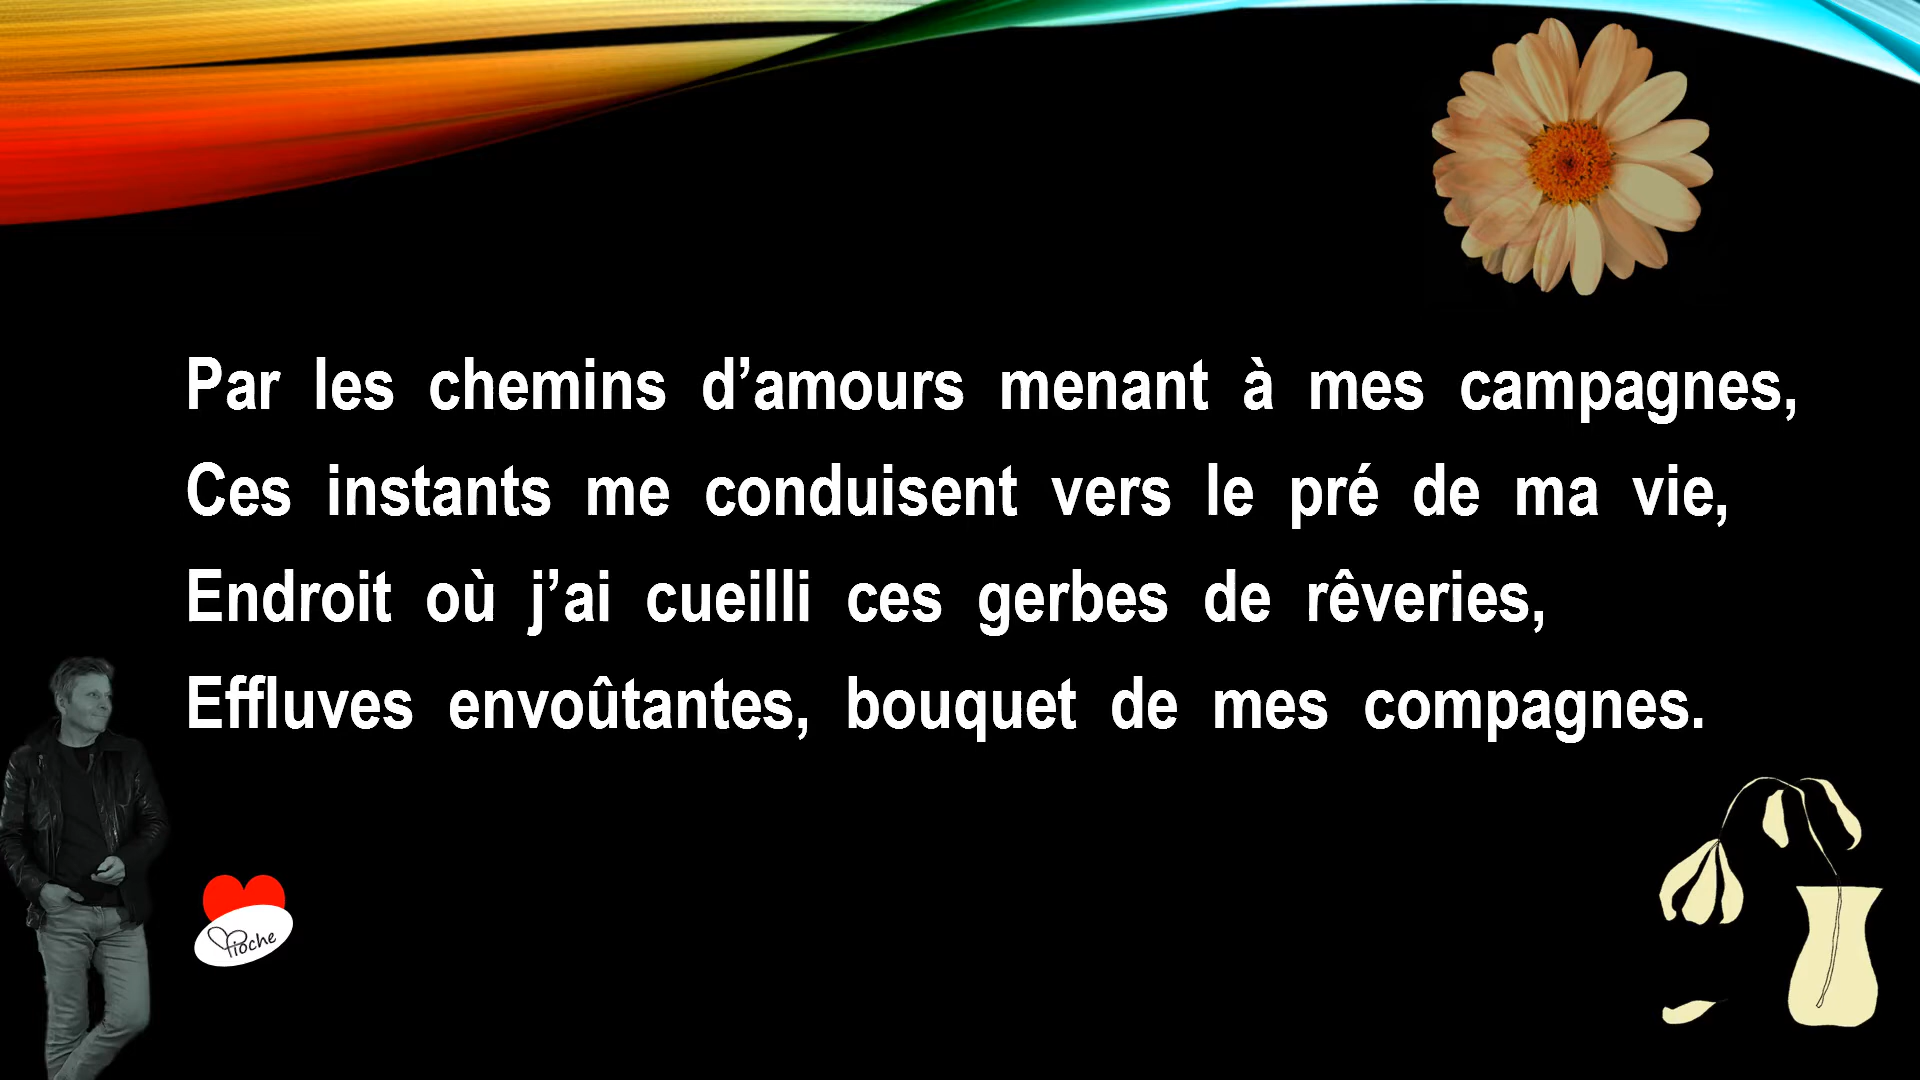 Par les chemins d’amours menant à mes campagnes,
Ces instants me conduisent vers le pré de ma vie,
Endroit où j’ai cueilli ces gerbes de rêveries,
Effluves envoûtantes, bouquet de mes compagnes.
Pioche